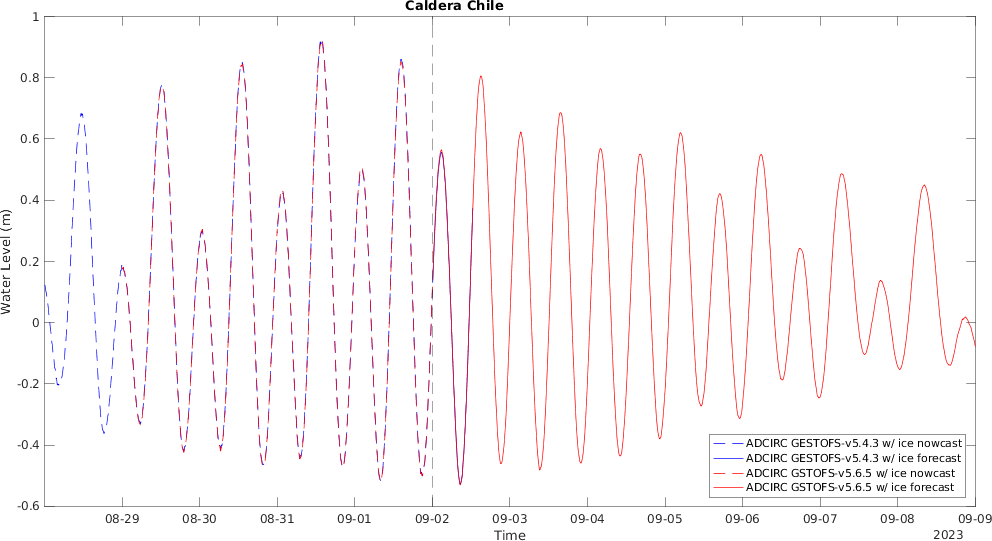 Caldera Chile
1
0.8
0.6
0.4
0.2
0
-0.2
-0.4
-0.6
Water Level (m)
ADCIRC GESTOFS-v5.4.3 w/ ice nowcast
ADCIRC GESTOFS-v5.4.3 w/ ice forecast
ADCIRC GSTOFS-v5.6.5 w/ ice nowcast
ADCIRC GSTOFS-v5.6.5 w/ ice forecast
08-29 08-30 08-31 09-01 09-02 09-03 09-04 09-05 09-06 09-07 09-08 09-09
Time
2023